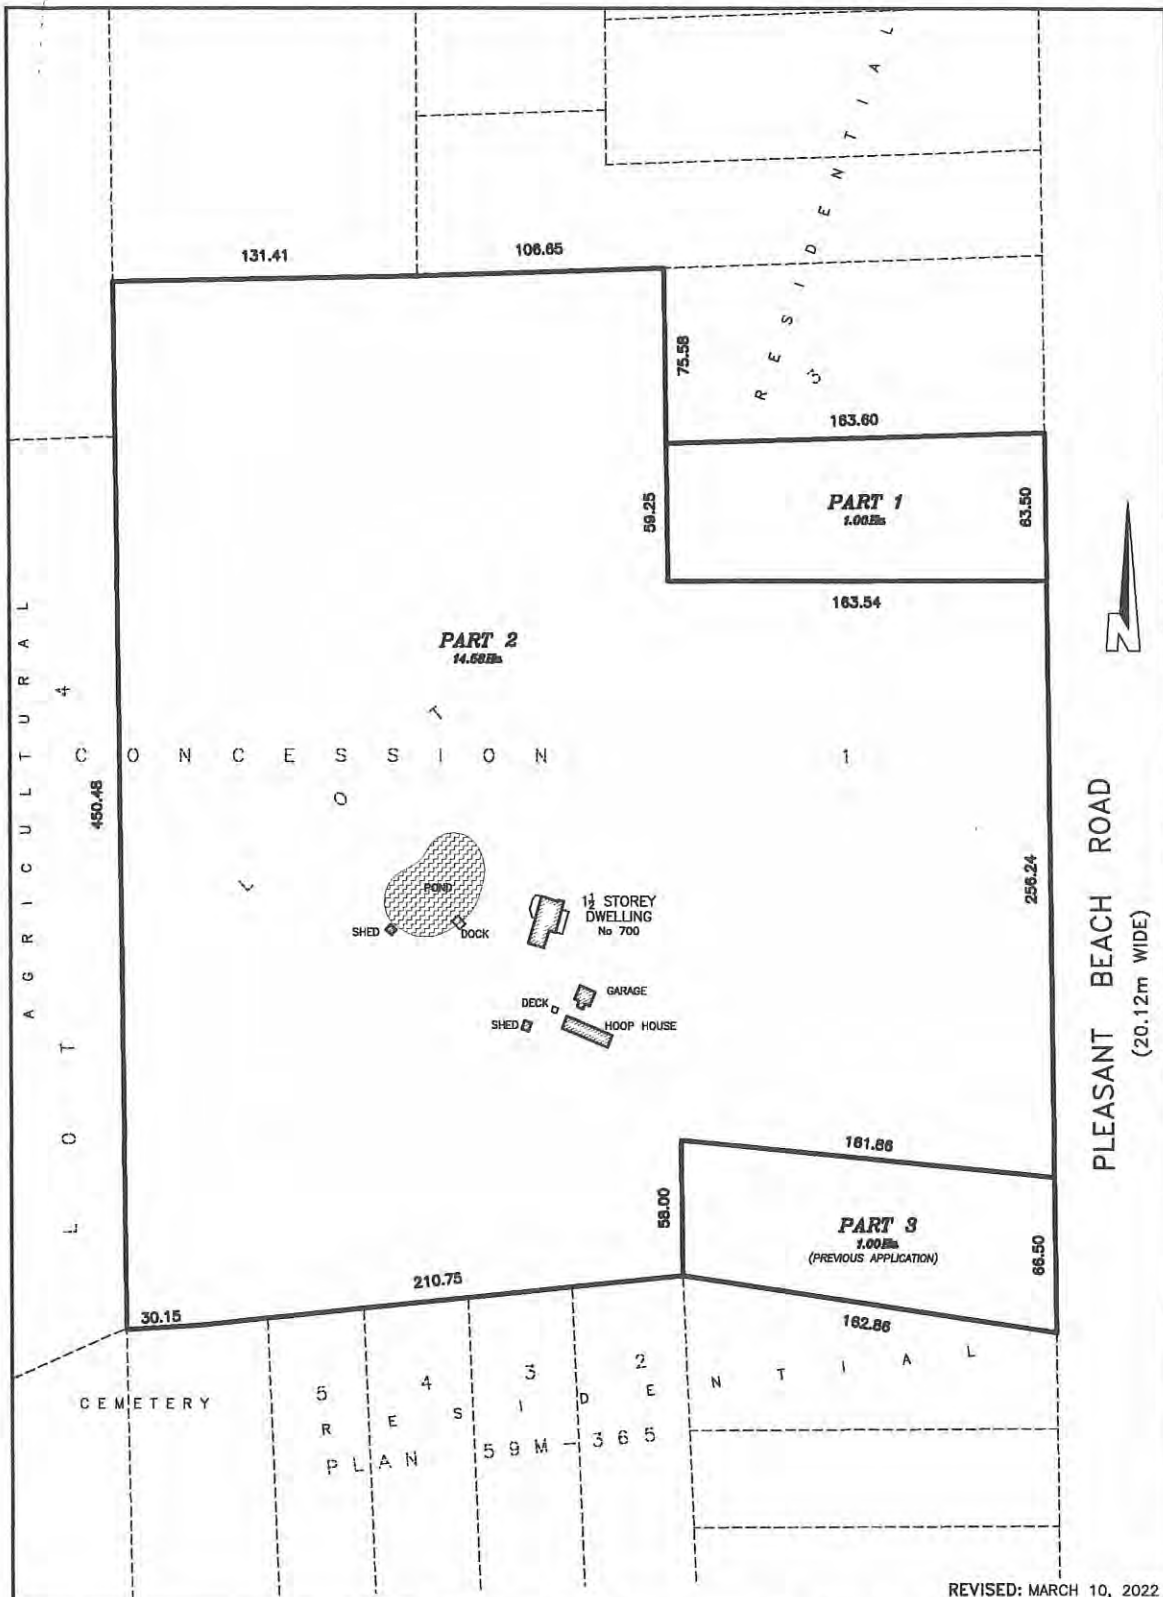 RESIDENTIAL
131.41
106.65
75.58
5
163.60
59.25
PART 1
1.00Ha
63.50
163.54
N
AGRICULTURAL
PART 2
14.58Ha
LOT 4
CONCESSION 1
LOT
450.48
POND
SHED
DOCK
1½ STOREY
DWELLING
No 700
256.24
PLEASANT BEACH ROAD
(20.12m WIDE)
DECK
GARAGE
SHED
HOOP HOUSE
161.86
58.00
PART 3
1.00Ha
(PREVIOUS APPLICATION)
66.50
210.75
30.15
162.86
CEMETERY
5 4 3 2
RESIDENTIAL
PLAN 59M-365
REVISED: MARCH 10, 2022